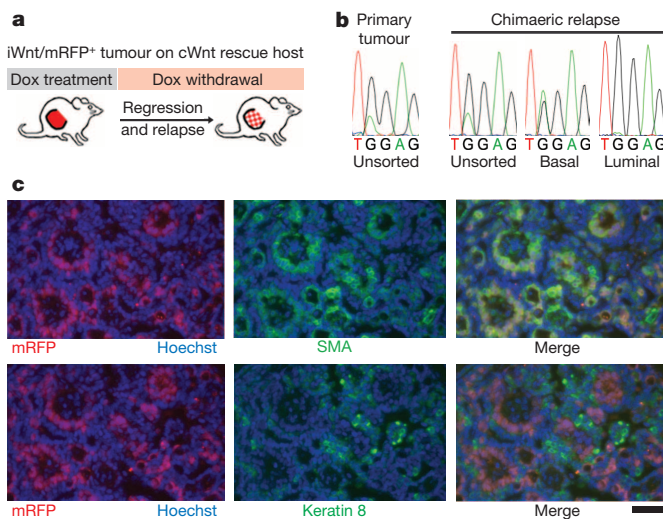 a
iWnt/mRFP⁺ tumour on cWnt rescue host
Dox treatment Dox withdrawal
Regression and relapse
b
Primary tumour
Chimaeric relapse
TGGAG TGGAG TGGAG TGGAG
Unsorted Unsorted Basal Luminal
c
mRFP Hoechst SMA Merge
mRFP Hoechst Keratin 8 Merge